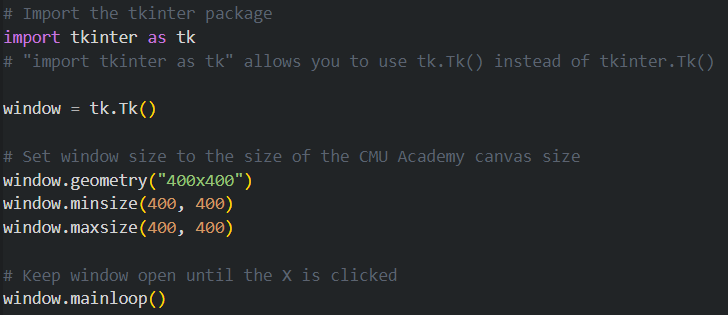 # Import the tkinter package
import tkinter as tk
# "import tkinter as tk" allows you to use tk.Tk() instead of tkinter.Tk()
window = tk.Tk()
# Set window size to the size of the CMU Academy canvas size
window.geometry("400x400")
window.minsize(400, 400)
window.maxsize(400, 400)
# Keep window open until the X is clicked
window.mainloop()